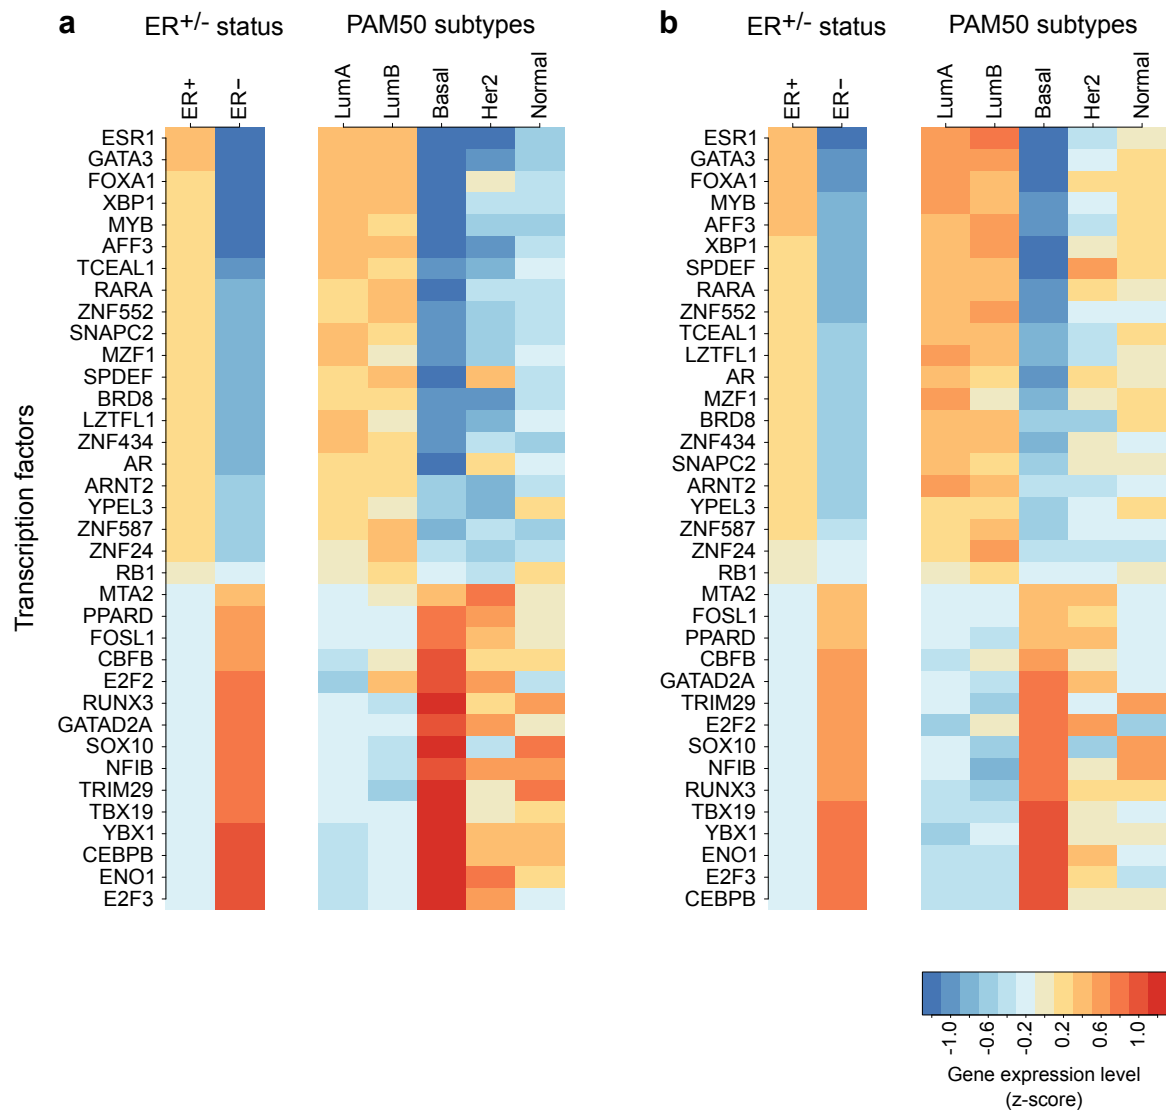 a
ER+/- status
PAM50 subtypes
ER+
ER−
LumA
LumB
Basal
Her2
Normal
Transcription factors
ESR1
GATA3
FOXA1
XBP1
MYB
AFF3
TCEAL1
RARA
ZNF552
SNAPC2
MZF1
SPDEF
BRD8
LZTFL1
ZNF434
AR
ARNT2
YPEL3
ZNF587
ZNF24
RB1
MTA2
PPARD
FOSL1
CBFB
E2F2
RUNX3
GATAD2A
SOX10
NFIB
TRIM29
TBX19
YBX1
CEBPB
ENO1
E2F3
b
ER+/- status
PAM50 subtypes
ER+
ER−
LumA
LumB
Basal
Her2
Normal
ESR1
GATA3
FOXA1
MYB
AFF3
XBP1
SPDEF
RARA
ZNF552
TCEAL1
LZTFL1
AR
MZF1
BRD8
ZNF434
SNAPC2
ARNT2
YPEL3
ZNF587
ZNF24
RB1
MTA2
FOSL1
PPARD
CBFB
GATAD2A
TRIM29
E2F2
SOX10
NFIB
RUNX3
TBX19
YBX1
ENO1
E2F3
CEBPB
-1.0
-0.6
-0.2
0.2
0.6
1.0
Gene expression level
(z-score)